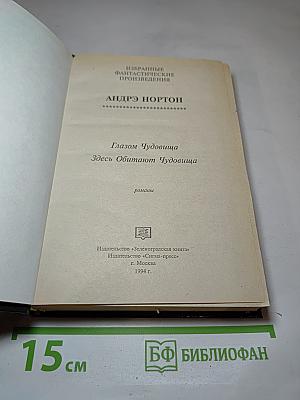 ИЗБРАННЫЕ
ФАНТАСТИЧЕСКИЕ
ПРОИЗВЕДЕНИЯ
АНДРЭ НОРТОН
Глазом Чудовища
Здесь Обитают Чудовища
романы
Издательство «Зеленоградская книга»
Издательство «Сигма-пресс»
г. Москва
1994 г.
15 см
БФ БИБЛИОФАН